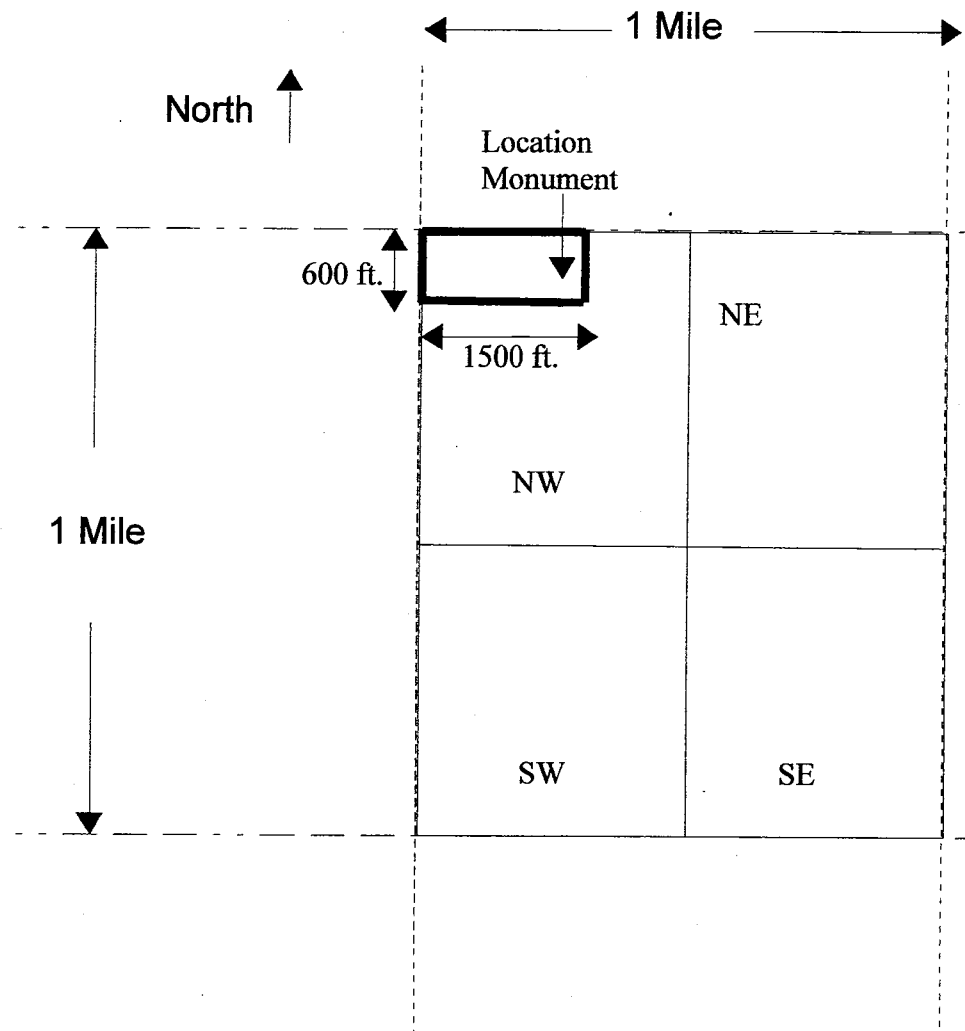 1 Mile
North
Location
Monument
600 ft.
NE
1500 ft.
NW
1 Mile
SW
SE